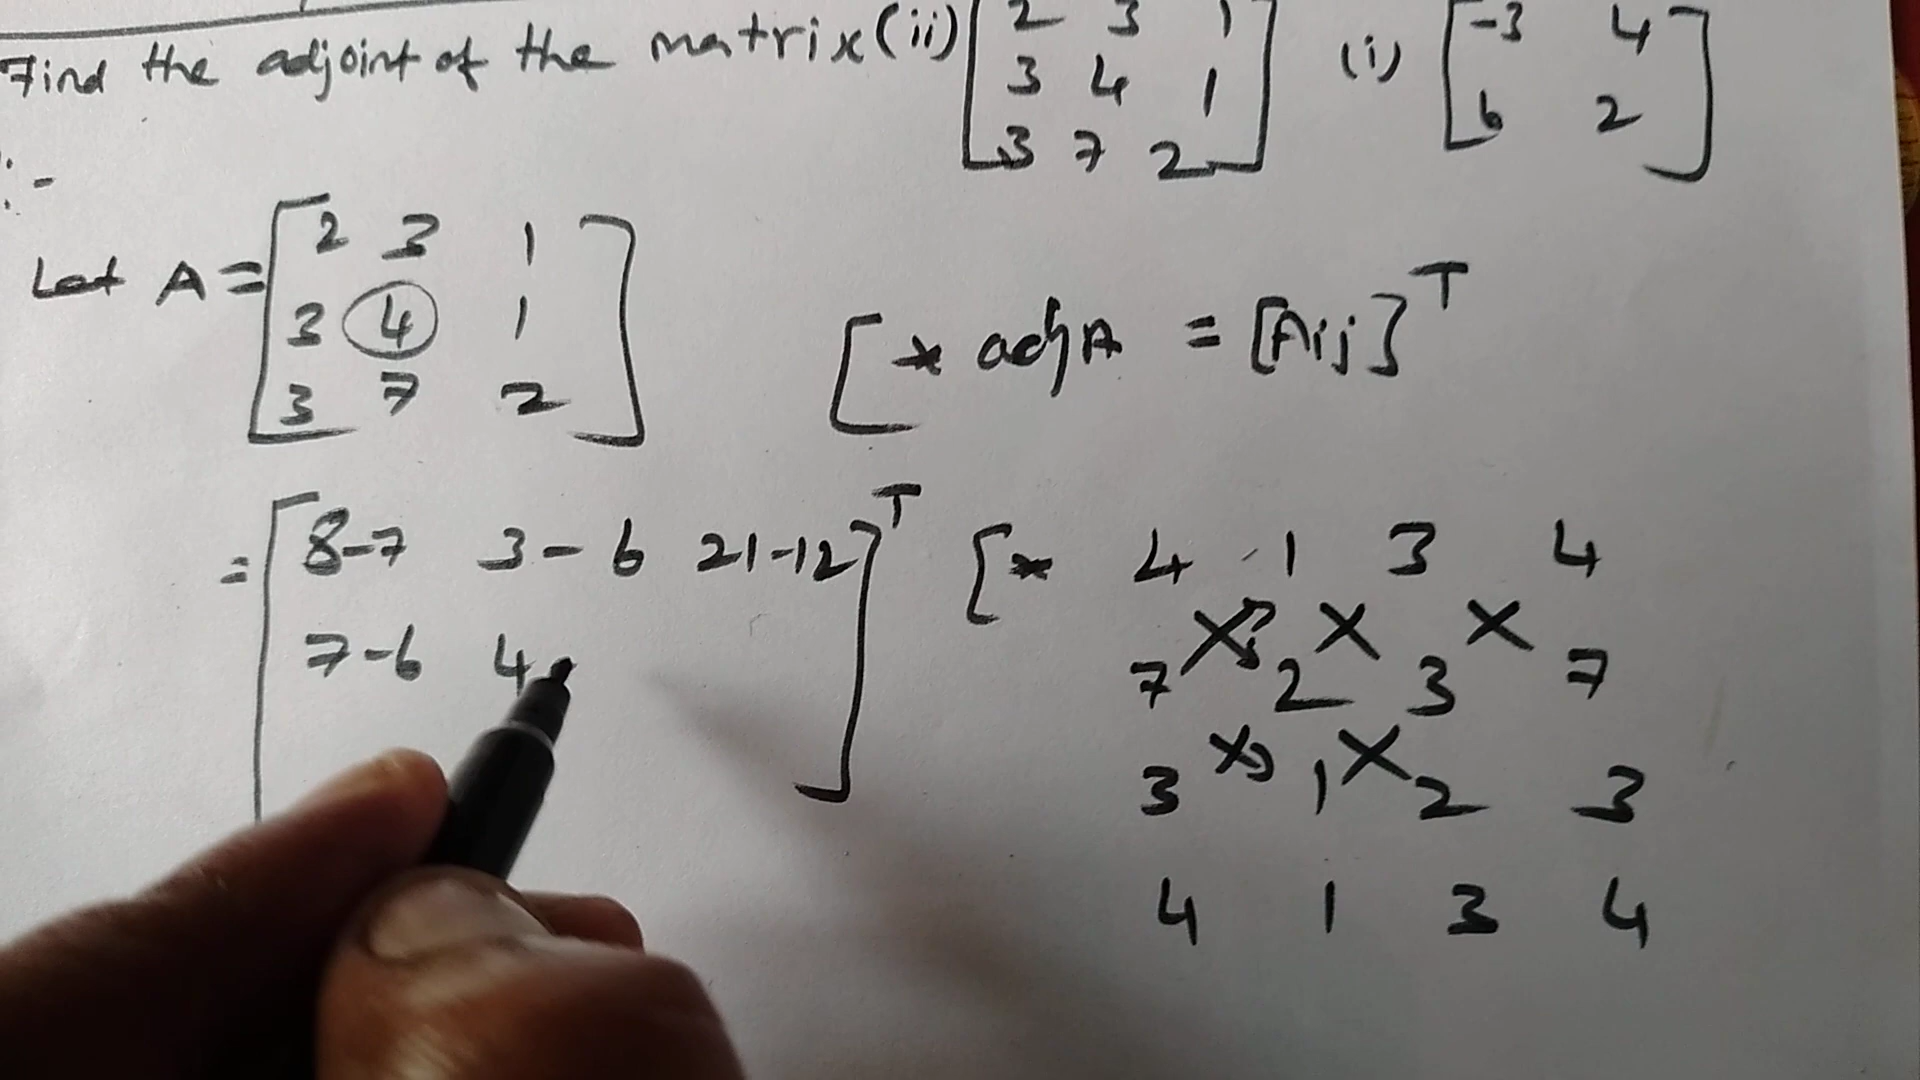 Find the adjoint of the matrix (ii) [2 3 1 (i) [-3 4
3 4 1
6 2]
3 7 2]
:-
Let A = [2 3 1
3 4 1
3 7 2]
[* adj A = [Aij]^T
= [8-7 3-6 21-12]^T [* 4 1 3 4
7-6 4
7 2 3 7
3 1 2 3
4 1 3 4